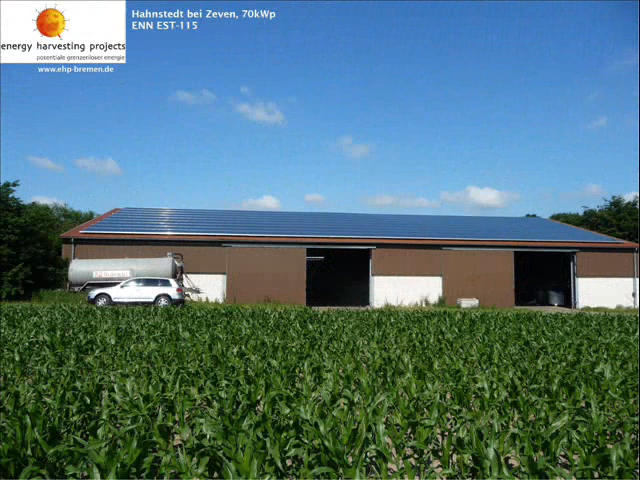 Hahnstedt bei Zeven, 70kWp
ENN EST-115
energy harvesting projects
potentiale grenzenloser energie
www.ehp-bremen.de